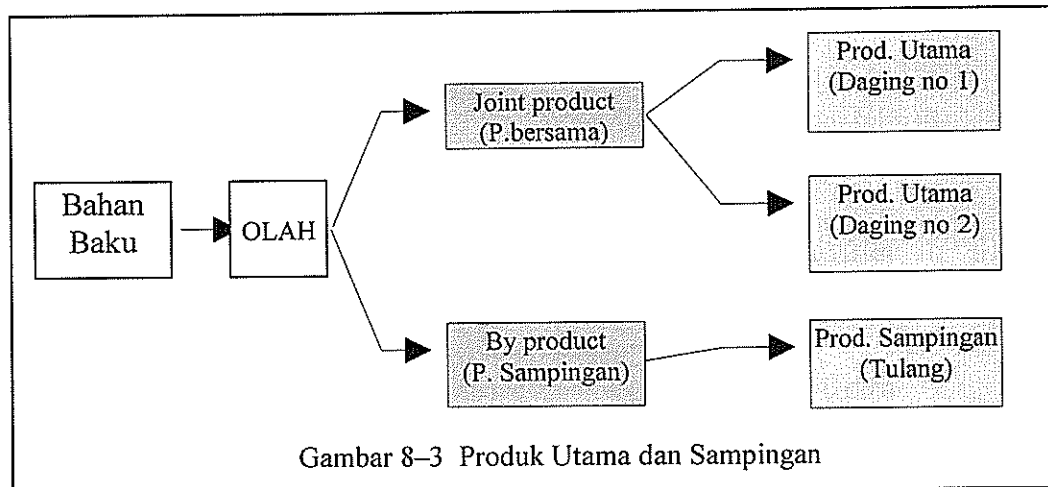 Bahan
Baku
OLAH
Joint product
(P.bersama)
Prod. Utama
(Daging no 1)
Prod. Utama
(Daging no 2)
By product
(P. Sampingan)
Prod. Sampingan
(Tulang)
Gambar 8–3 Produk Utama dan Sampingan